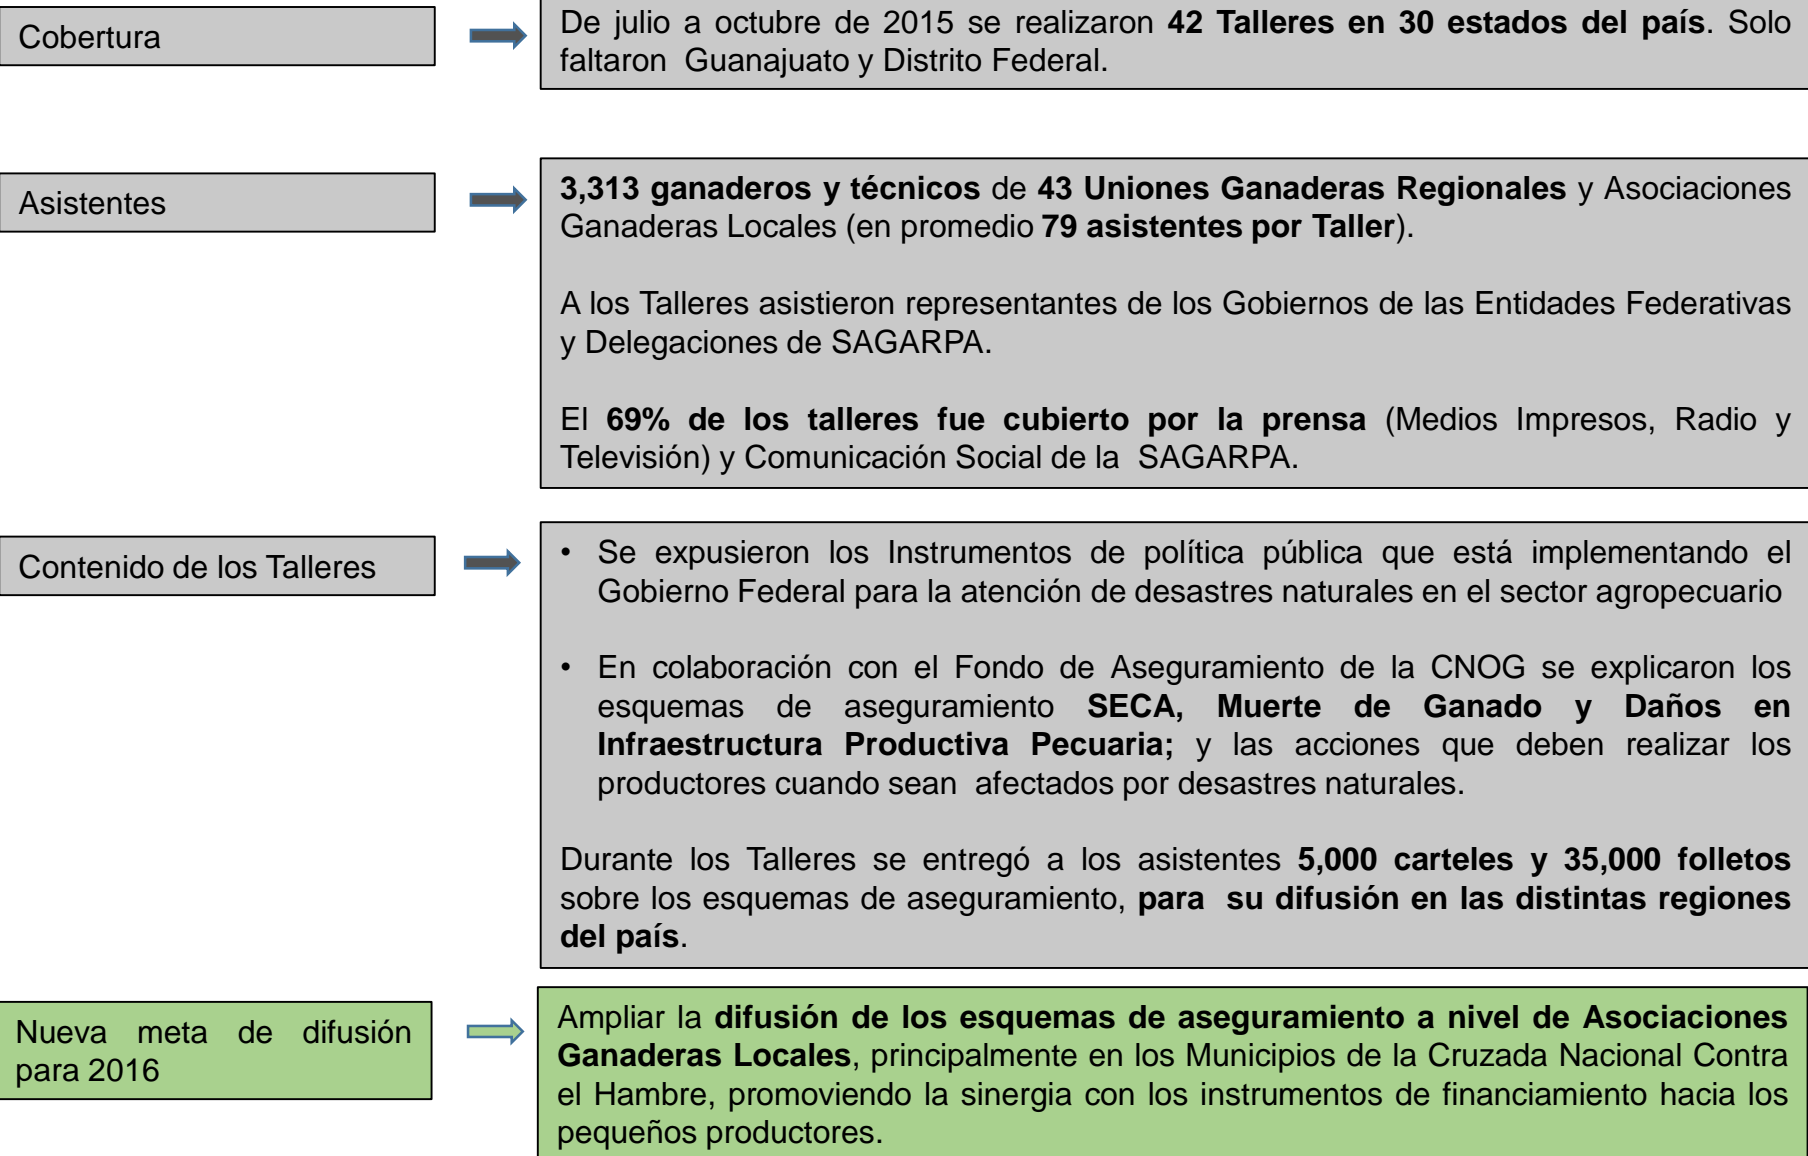 Cobertura
De julio a octubre de 2015 se realizaron 42 Talleres en 30 estados del país. Solo
faltaron Guanajuato y Distrito Federal.
Asistentes
3,313 ganaderos y técnicos de 43 Uniones Ganaderas Regionales y Asociaciones
Ganaderas Locales (en promedio 79 asistentes por Taller).
A los Talleres asistieron representantes de los Gobiernos de las Entidades Federativas
y Delegaciones de SAGARPA.
El 69% de los talleres fue cubierto por la prensa (Medios Impresos, Radio y
Televisión) y Comunicación Social de la SAGARPA.
Contenido de los Talleres
• Se expusieron los Instrumentos de política pública que está implementando el
Gobierno Federal para la atención de desastres naturales en el sector agropecuario
• En colaboración con el Fondo de Aseguramiento de la CNOG se explicaron los
esquemas de aseguramiento SECA, Muerte de Ganado y Daños en
Infraestructura Productiva Pecuaria; y las acciones que deben realizar los
productores cuando sean afectados por desastres naturales.
Durante los Talleres se entregó a los asistentes 5,000 carteles y 35,000 folletos
sobre los esquemas de aseguramiento, para su difusión en las distintas regiones
del país.
Nueva meta de difusión
para 2016
Ampliar la difusión de los esquemas de aseguramiento a nivel de Asociaciones
Ganaderas Locales, principalmente en los Municipios de la Cruzada Nacional Contra
el Hambre, promoviendo la sinergia con los instrumentos de financiamiento hacia los
pequeños productores.